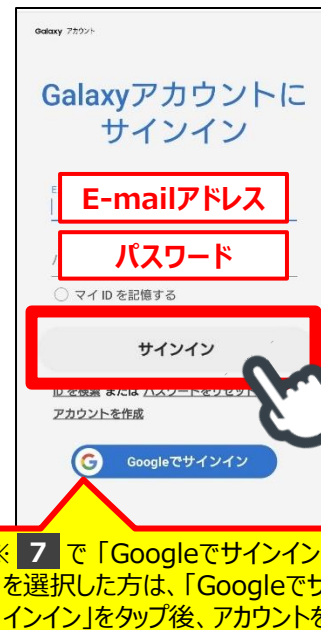 Galaxy アカウント
Galaxyアカウントに
サインイン
E-mailアドレス
パスワード
マイ ID を記憶する
サインイン
ID を検索 または パスワードをリセット
アカウントを作成
G Googleでサインイン
※ 7 で「Googleでサインイン
を選択した方は、「Googleでサ
インイン」をタップ後、アカウントを